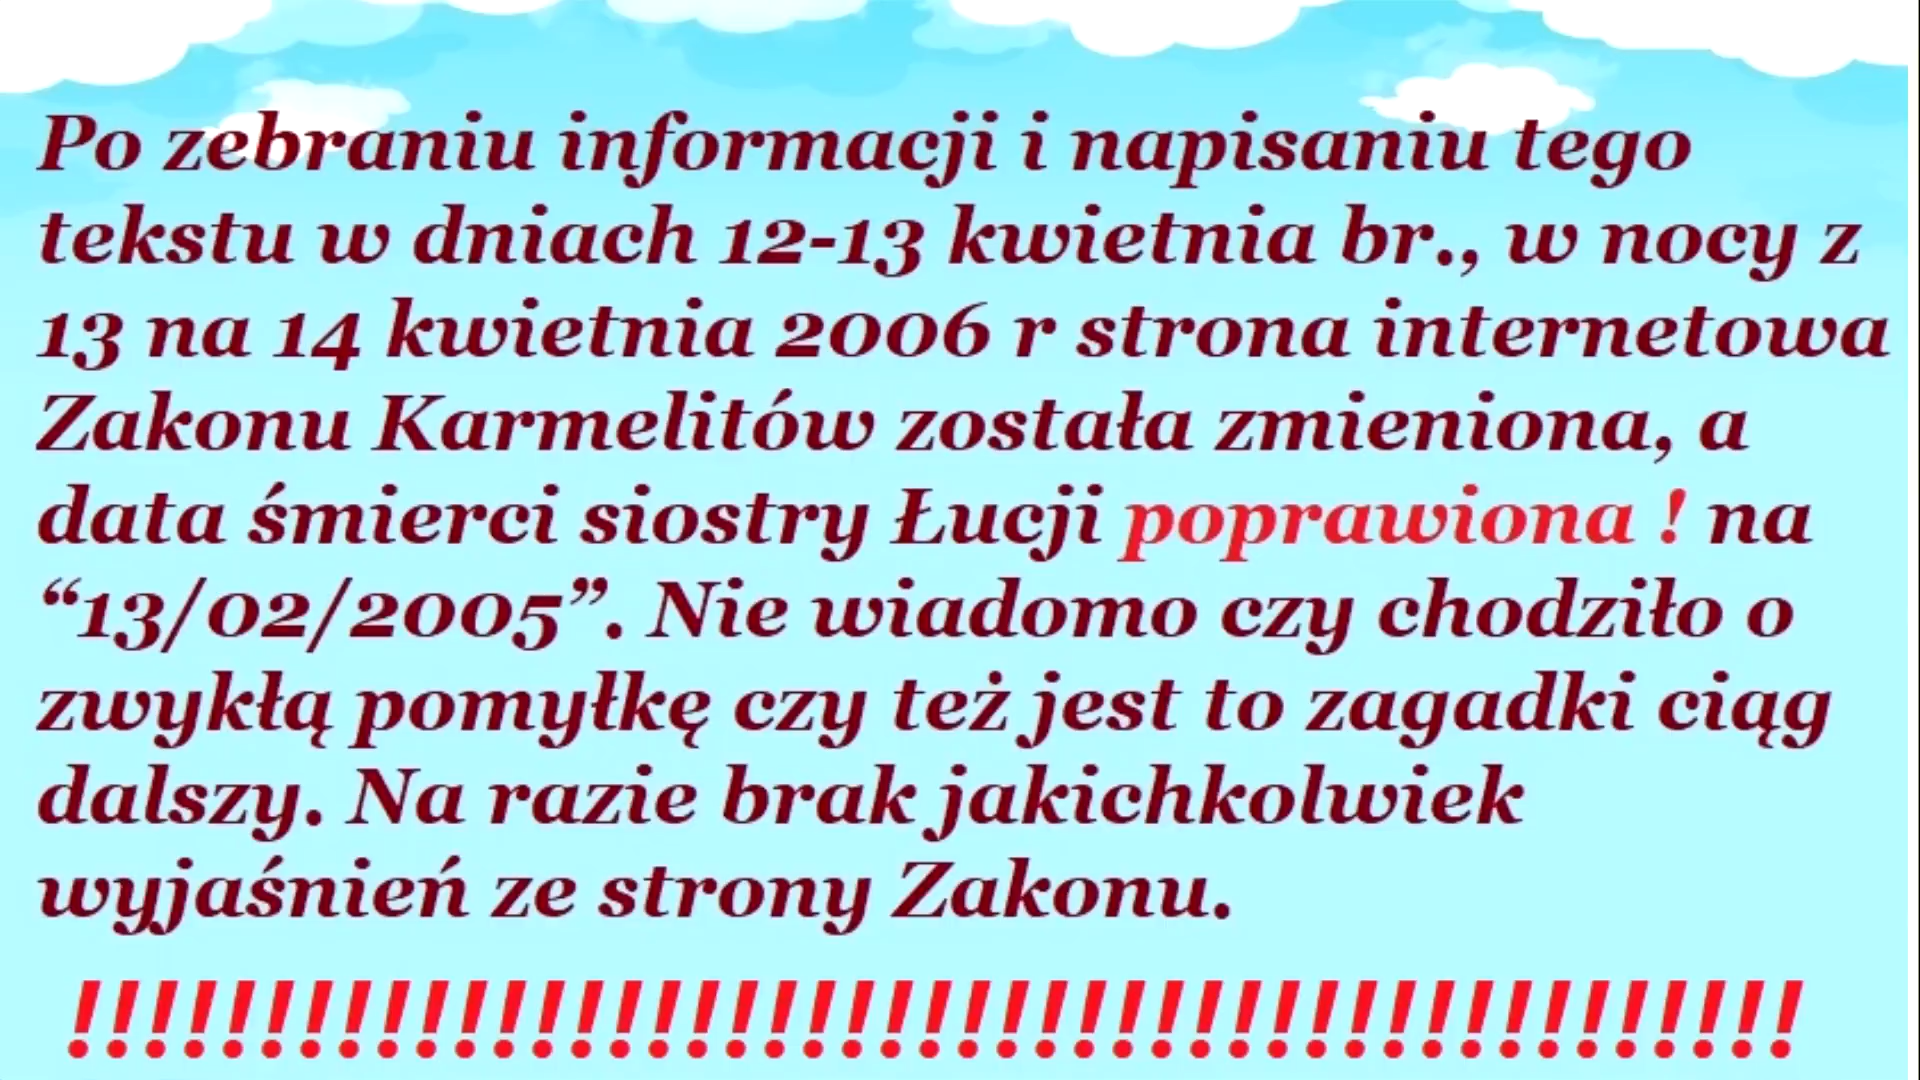 Po zebraniu informacji i napisaniu tego
tekstu w dniach 12-13 kwietnia br., w nocy z
13 na 14 kwietnia 2006 r strona internetowa
Zakonu Karmelitów została zmieniona, a
data śmierci siostry Łucji poprawiona ! na
“13/02/2005”. Nie wiadomo czy chodziło o
zwykłą pomyłkę czy też jest to zagadki ciąg
dalszy. Na razie brak jakichkolwiek
wyjaśnień ze strony Zakonu.
!!!!!!!!!!!!!!!!!!!!!!!!!!!!!!!!!!!!!!!!!!!!!